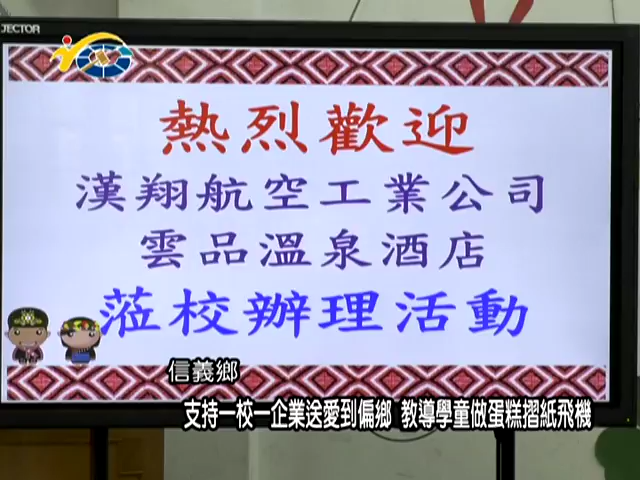 JECTOR
熱烈歡迎
漢翔航空工業公司
雲品溫泉酒店
蒞校辦理活動
信義鄉
支持一校一企業送愛到偏鄉 教導學童做蛋糕摺紙飛機